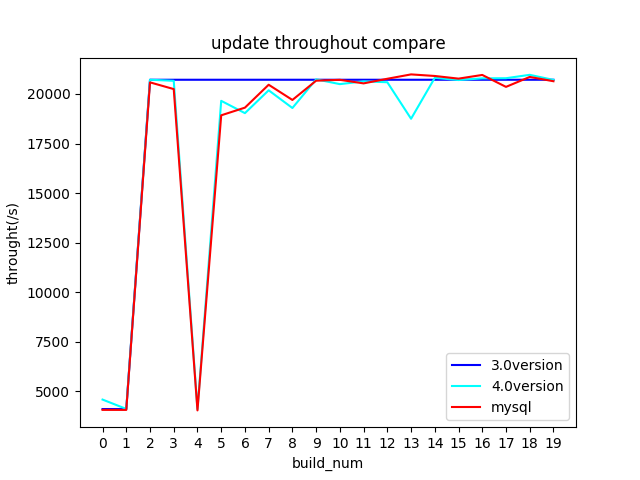 update throughout compare
throught(/s)
20000
17500
15000
12500
10000
7500
5000
3.0version
4.0version
mysql
0 1 2 3 4 5 6 7 8 9 10 11 12 13 14 15 16 17 18 19
build_num